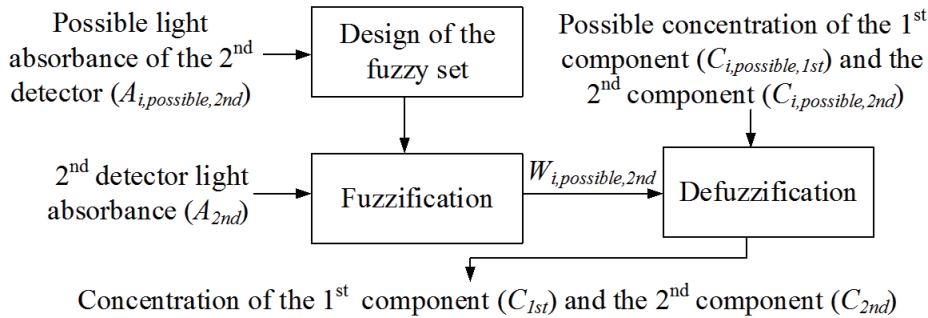 Possible light
absorbance of the 2nd
detector (Ai,possible,2nd)
Design of the
fuzzy set
Possible concentration of the 1st
component (Ci,possible,1st) and the
2nd component (Ci,possible,2nd)
2nd detector light
absorbance (A2nd)
Fuzzification
Wi,possible,2nd
Defuzzification
Concentration of the 1st component (C1st) and the 2nd component (C2nd)